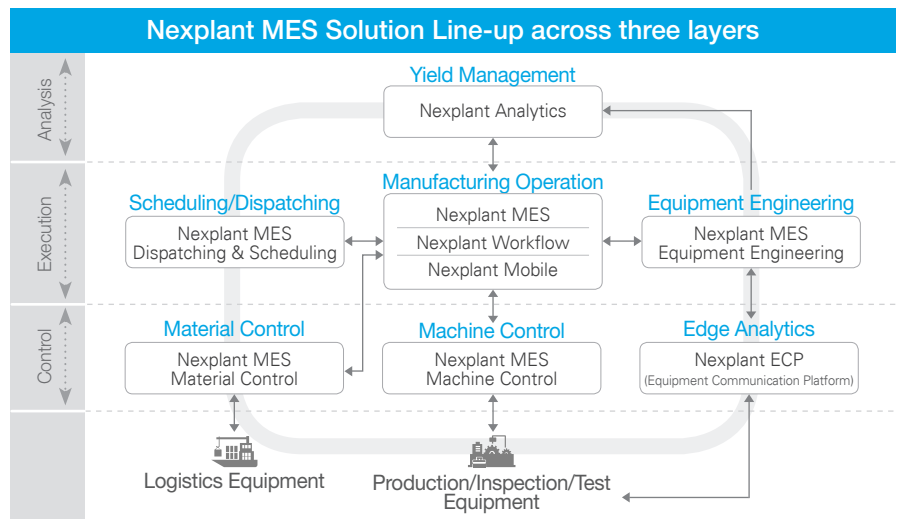 Nexplant MES Solution Line-up across three layers
Analysis
Yield Management
Nexplant Analytics
Execution
Scheduling/Dispatching
Nexplant MES
Dispatching & Scheduling
Manufacturing Operation
Nexplant MES
Nexplant Workflow
Nexplant Mobile
Equipment Engineering
Nexplant MES
Equipment Engineering
Control
Material Control
Nexplant MES
Material Control
Machine Control
Nexplant MES
Machine Control
Edge Analytics
Nexplant ECP
(Equipment Communication Platform)
Logistics Equipment
Production/Inspection/Test
Equipment